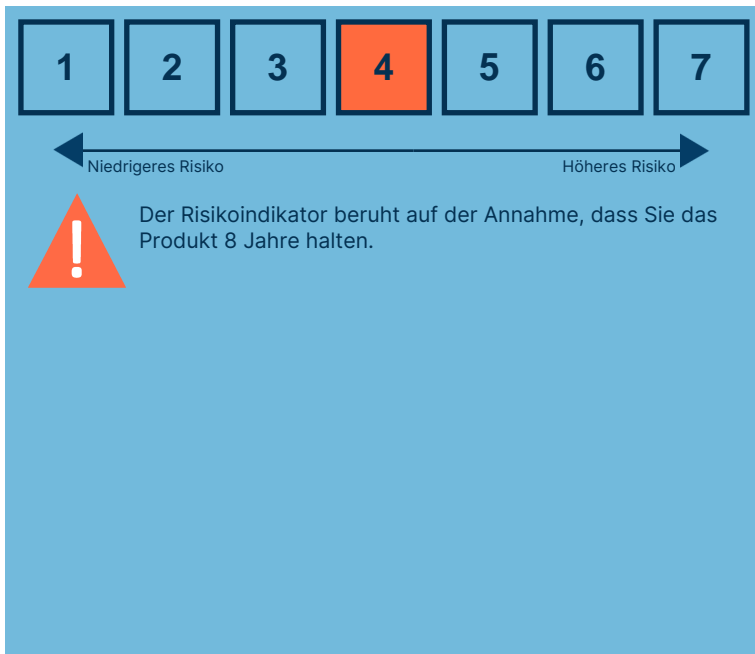 1 2 3 4 5 6 7
Niedrigeres Risiko Höheres Risiko
!
Der Risikoindikator beruht auf der Annahme, dass Sie das
Produkt 8 Jahre halten.